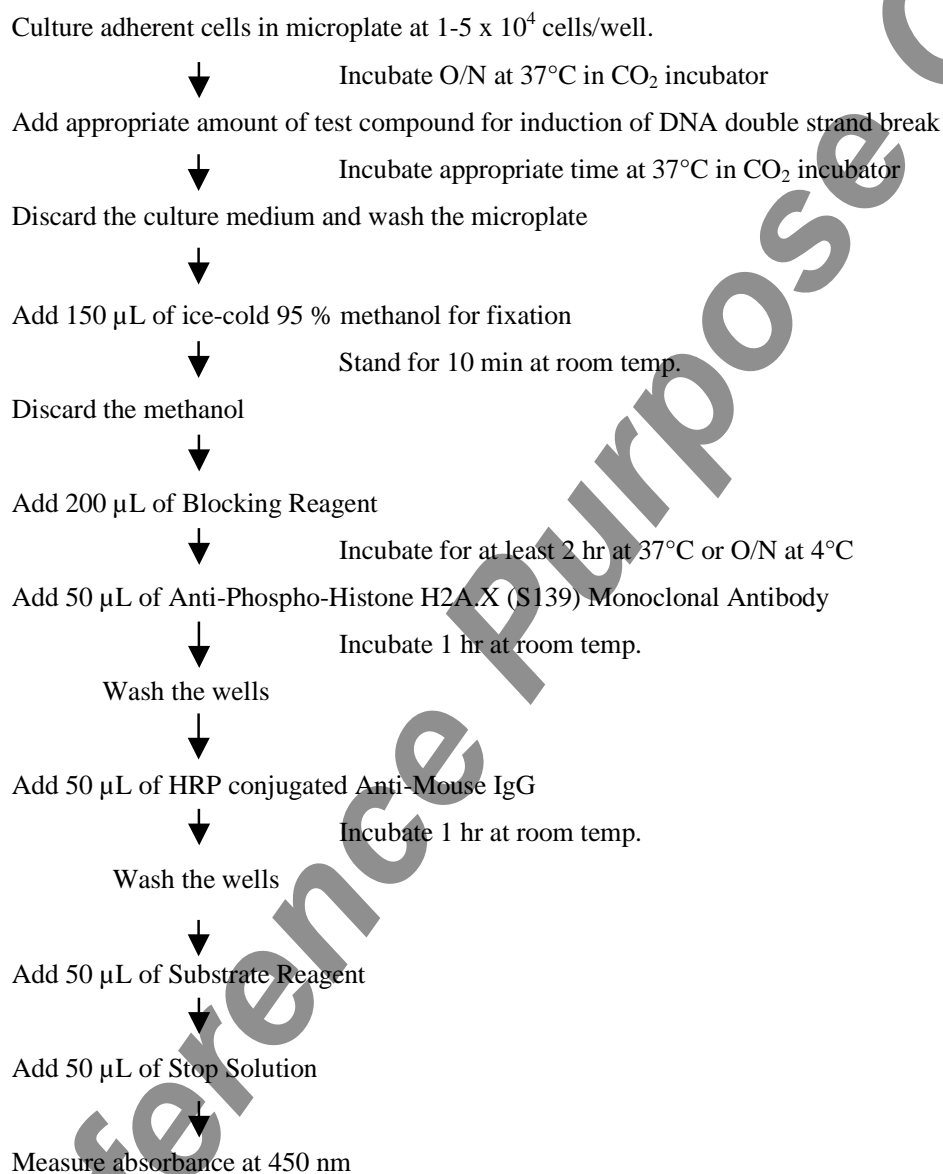 Culture adherent cells in microplate at 1-5 x 10⁴ cells/well.
Incubate O/N at 37°C in CO₂ incubator
Add appropriate amount of test compound for induction of DNA double strand break
Incubate appropriate time at 37°C in CO₂ incubator
Discard the culture medium and wash the microplate
Add 150 µL of ice-cold 95 % methanol for fixation
Stand for 10 min at room temp.
Discard the methanol
Add 200 µL of Blocking Reagent
Incubate for at least 2 hr at 37°C or O/N at 4°C
Add 50 µL of Anti-Phospho-Histone H2A.X (S139) Monoclonal Antibody
Incubate 1 hr at room temp.
Wash the wells
Add 50 µL of HRP conjugated Anti-Mouse IgG
Incubate 1 hr at room temp.
Wash the wells
Add 50 µL of Substrate Reagent
Add 50 µL of Stop Solution
Measure absorbance at 450 nm
ference Purpose